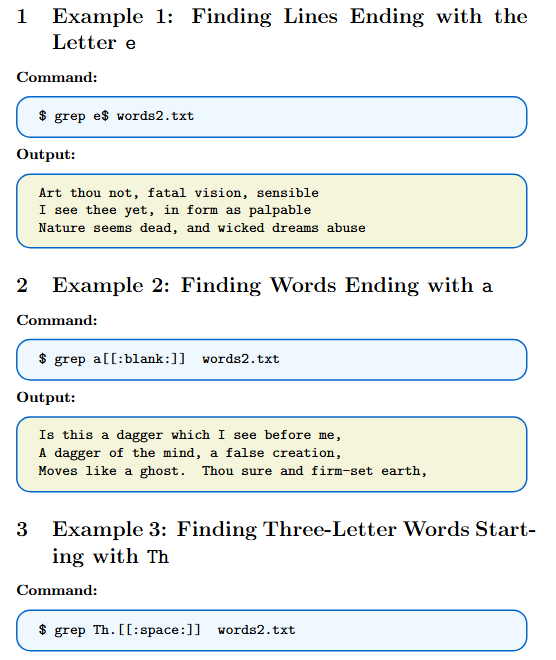 1 Example 1: Finding Lines Ending with the
Letter e
Command:
$ grep e$ words2.txt
Output:
Art thou not, fatal vision, sensible
I see thee yet, in form as palpable
Nature seems dead, and wicked dreams abuse
2 Example 2: Finding Words Ending with a
Command:
$ grep a[[:blank:]]  words2.txt
Output:
Is this a dagger which I see before me,
A dagger of the mind, a false creation,
Moves like a ghost.  Thou sure and firm-set earth,
3 Example 3: Finding Three-Letter Words Start-
ing with Th
Command:
$ grep Th.[[:space:]]  words2.txt